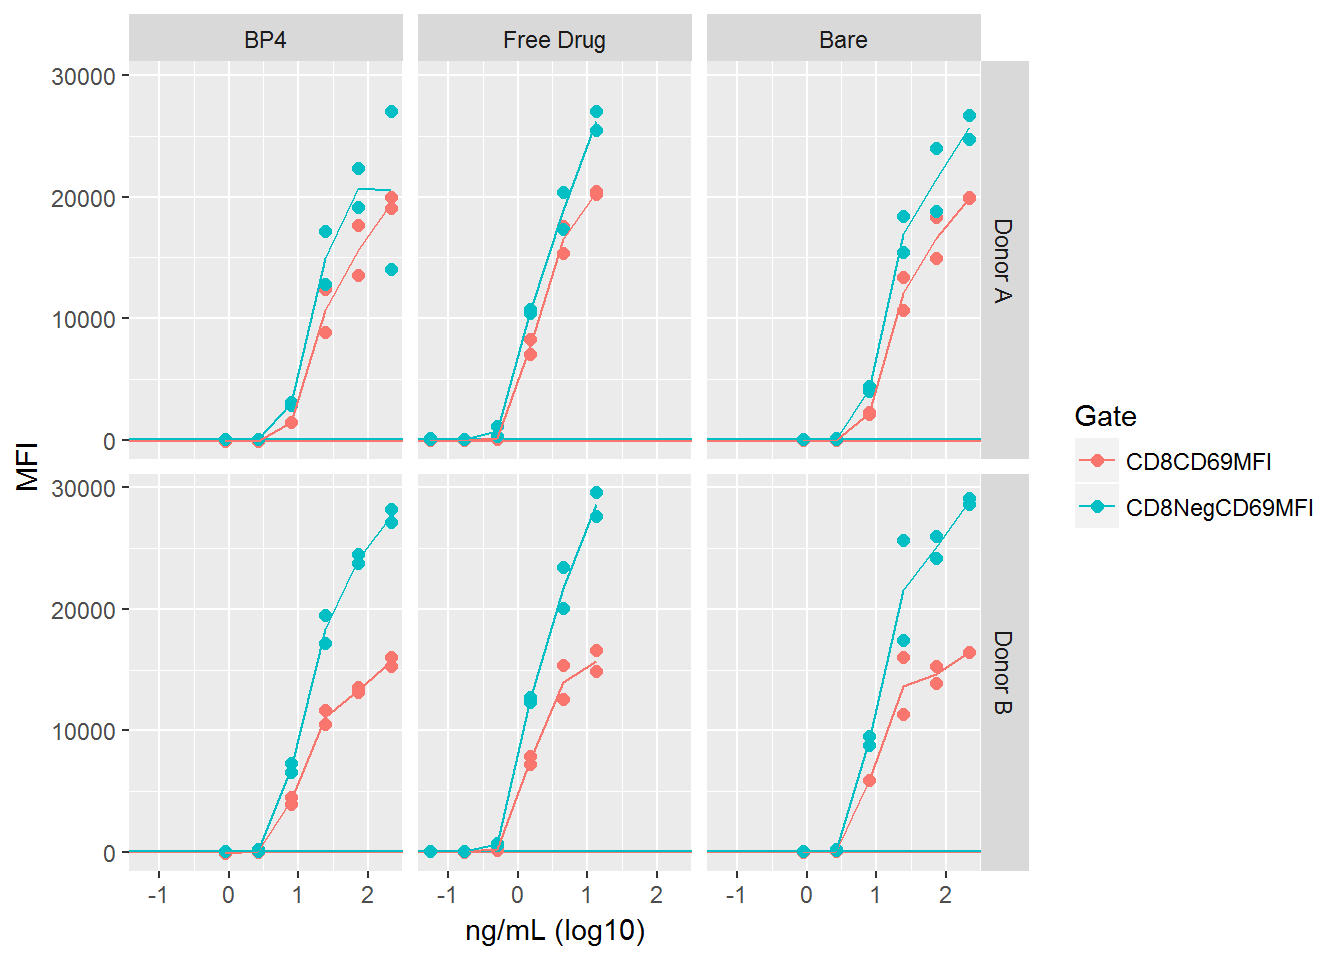 BP4 Free Drug Bare
30000
20000
10000
0
Donor A
MFI
30000
20000
10000
0
Donor B
-1 0 1 2 -1 0 1 2 -1 0 1 2
ng/mL (log10)
Gate
CD8CD69MFI
CD8NegCD69MFI